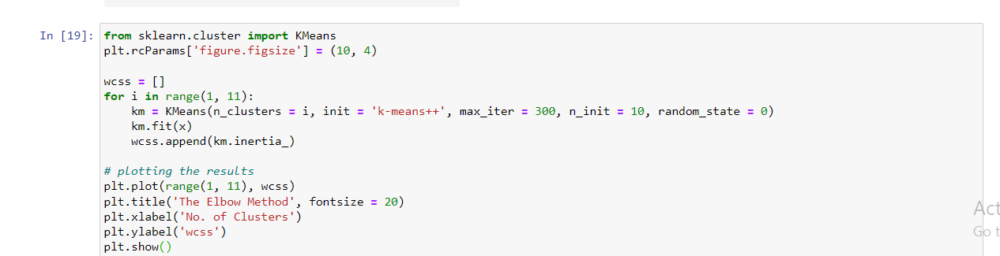 In [19]: from sklearn.cluster import KMeans
plt.rcParams['figure.figsize'] = (10, 4)
wcss = []
for i in range(1, 11):
    km = KMeans(n_clusters = i, init = 'k-means++', max_iter = 300, n_init = 10, random_state = 0)
    km.fit(x)
    wcss.append(km.inertia_)
# plotting the results
plt.plot(range(1, 11), wcss)
plt.title('The Elbow Method', fontsize = 20)
plt.xlabel('No. of Clusters')
plt.ylabel('wcss')
plt.show()
Act
Go t